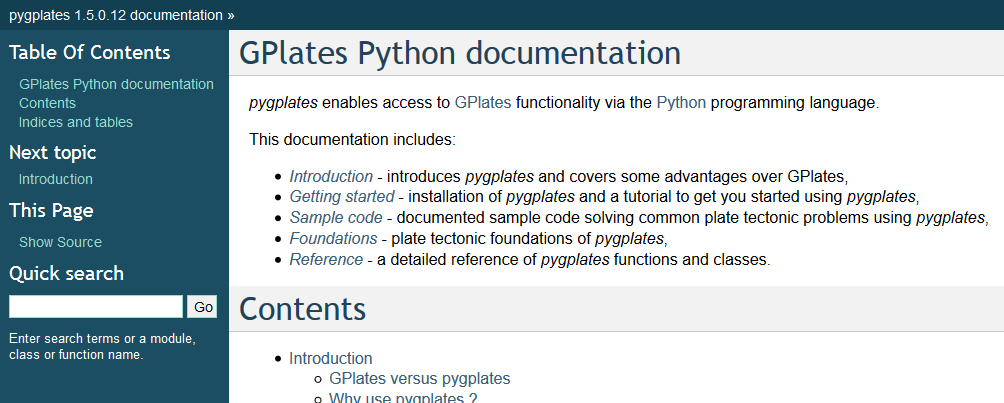 pygplates 1.5.0.12 documentation »
Table Of Contents
GPlates Python documentation
Contents
Indices and tables
Next topic
Introduction
This Page
Show Source
Quick search
Go
Enter search terms or a module,
class or function name.
GPlates Python documentation
pygplates enables access to GPlates functionality via the Python programming language.
This documentation includes:
Introduction - introduces pygplates and covers some advantages over GPlates,
Getting started - installation of pygplates and a tutorial to get you started using pygplates,
Sample code - documented sample code solving common plate tectonic problems using pygplates,
Foundations - plate tectonic foundations of pygplates,
Reference - a detailed reference of pygplates functions and classes.
Contents
Introduction
GPlates versus pygplates
Why use pygplates ?